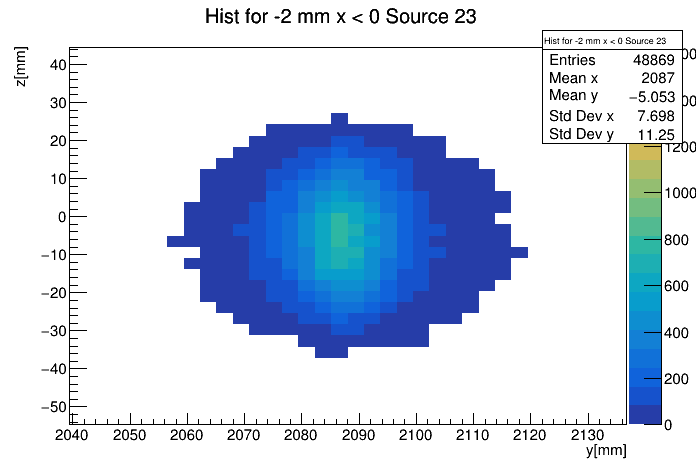 Hist for -2 mm x < 0 Source 23
Hist for -2 mm x < 0 Source 23
Entries 48869
Mean x 2087
Mean y −5.053
Std Dev x 7.698
Std Dev y 11.25
z[mm]
40
30
20
10
0
−10
−20
−30
−40
−50
2040 2050 2060 2070 2080 2090 2100 2110 2120 2130
y[mm]
1200
1000
800
600
400
200
0